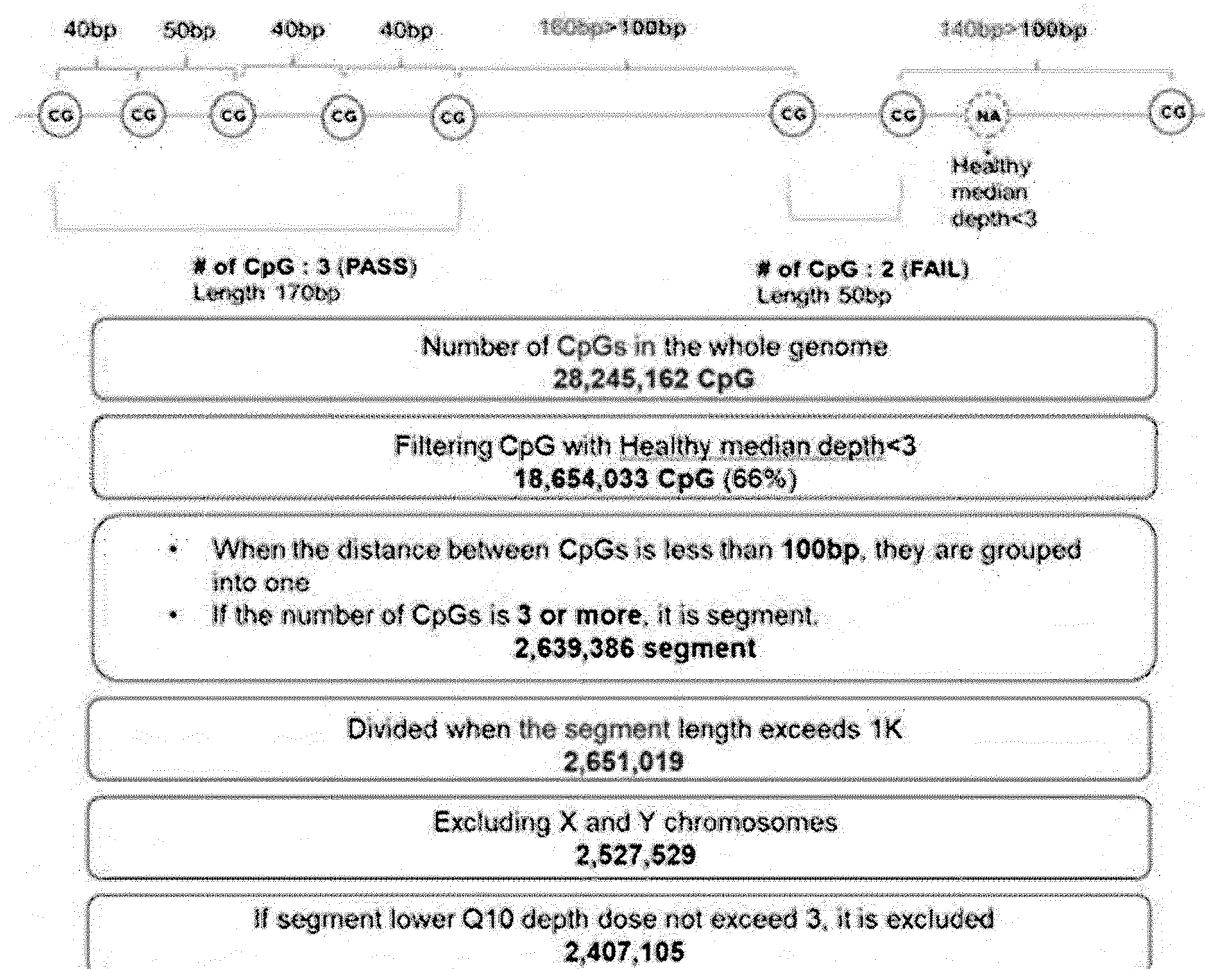 40bp 50bp 40bp 40bp 160bp>100bp 140bp>100bp
CG CG CG CG CG CG CG NA CG
Healthy
median
depth<3
# of CpG : 3 (PASS)
Length 170bp
# of CpG : 2 (FAIL)
Length 50bp
Number of CpGs in the whole genome
28,245,162 CpG
Filtering CpG with Healthy median depth<3
18,654,033 CpG (66%)
• When the distance between CpGs is less than 100bp, they are grouped
into one
• If the number of CpGs is 3 or more, it is segment.
2,639,386 segment
Divided when the segment length exceeds 1K
2,651,019
Excluding X and Y chromosomes
2,527,529
If segment lower Q10 depth dose not exceed 3, it is excluded
2,407,105